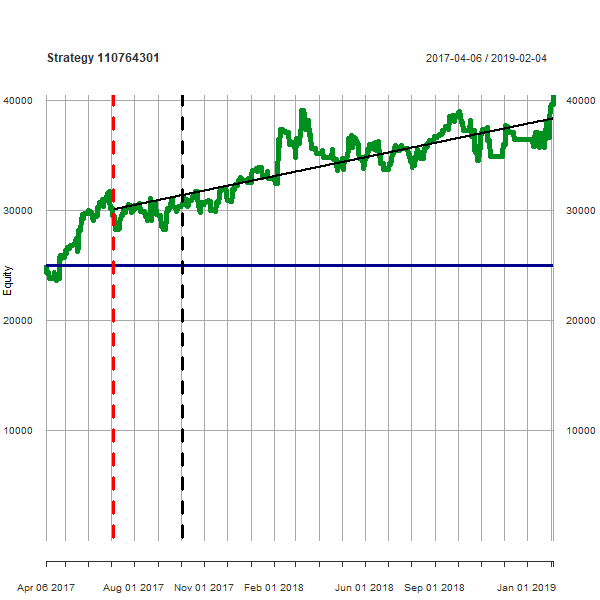 Strategy 110764301
2017-04-06 / 2019-02-04
40000
40000
30000
30000
Equity
20000
20000
10000
10000
Apr 06 2017
Aug 01 2017
Nov 01 2017
Feb 01 2018
Jun 01 2018
Sep 01 2018
Jan 01 2019